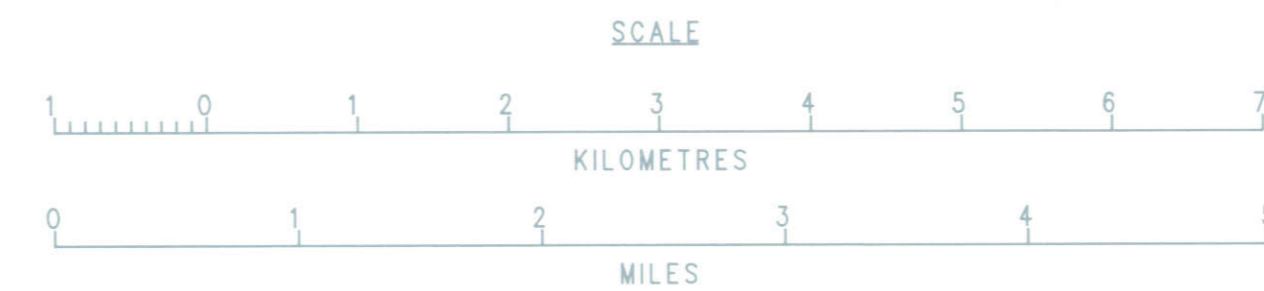 SCALE
1 0 1 2 3 4 5 6 7
KILOMETRES
0 1 2 3 4 5
MILES